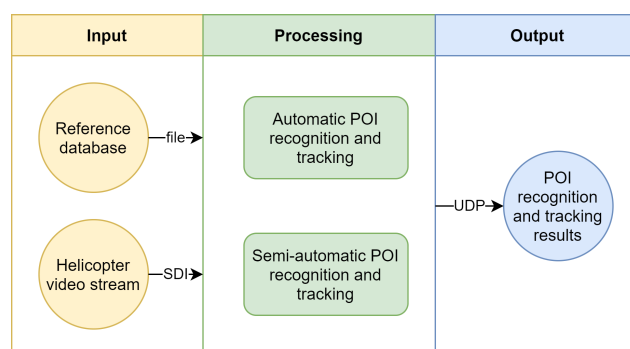 Input
Processing
Output
Reference
database
file
Automatic POI
recognition and
tracking
Helicopter
video stream
SDI
Semi-automatic POI
recognition and
tracking
UDP
POI
recognition
and tracking
results